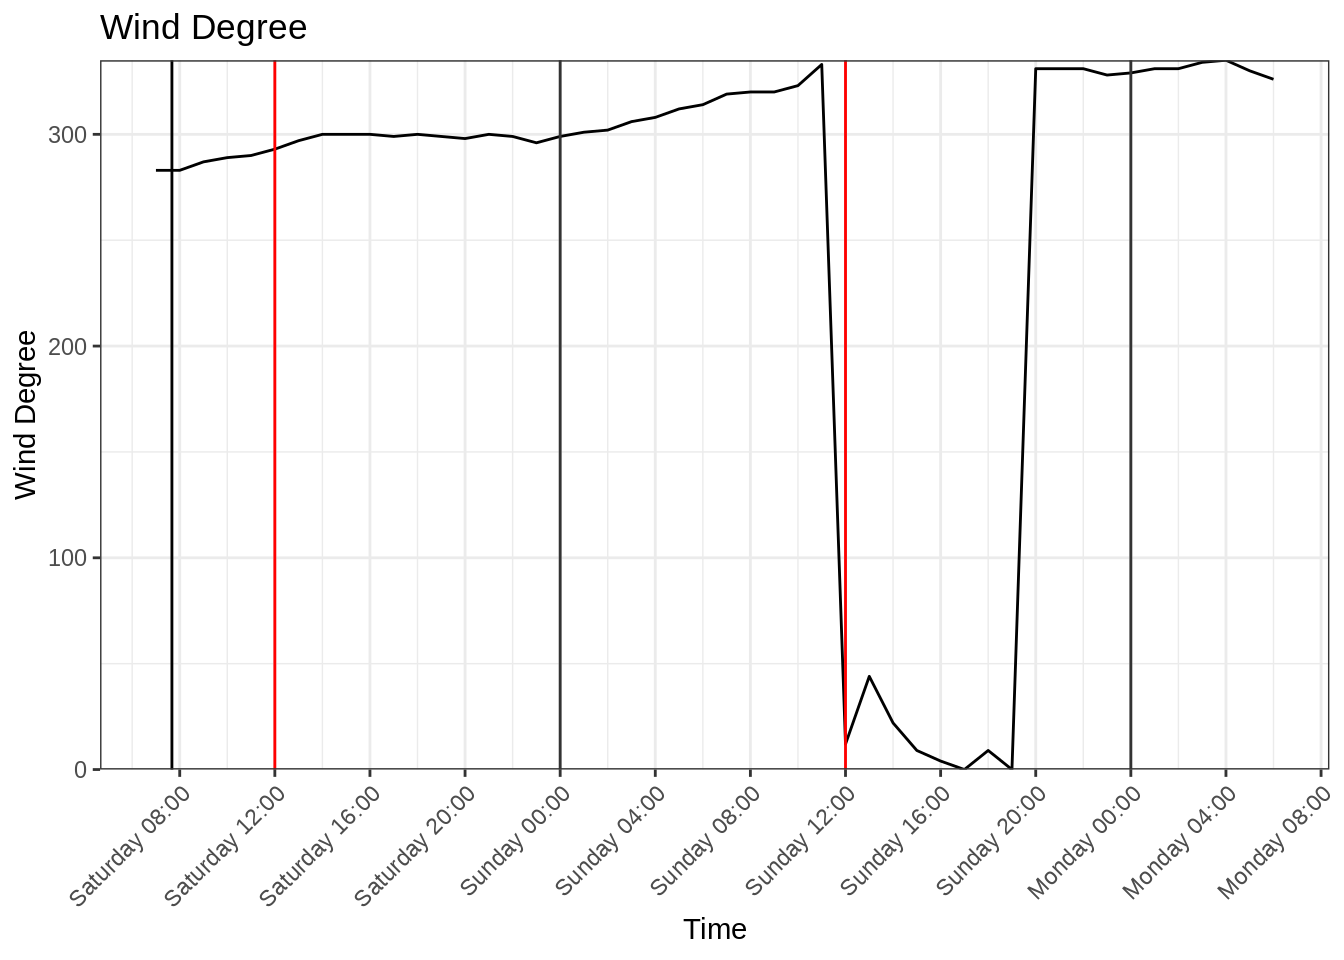 Wind Degree
Wind Degree
300
200
100
0
Saturday 08:00
Saturday 12:00
Saturday 16:00
Saturday 20:00
Sunday 00:00
Sunday 04:00
Sunday 08:00
Sunday 12:00
Sunday 16:00
Sunday 20:00
Monday 00:00
Monday 04:00
Monday 08:00
Time